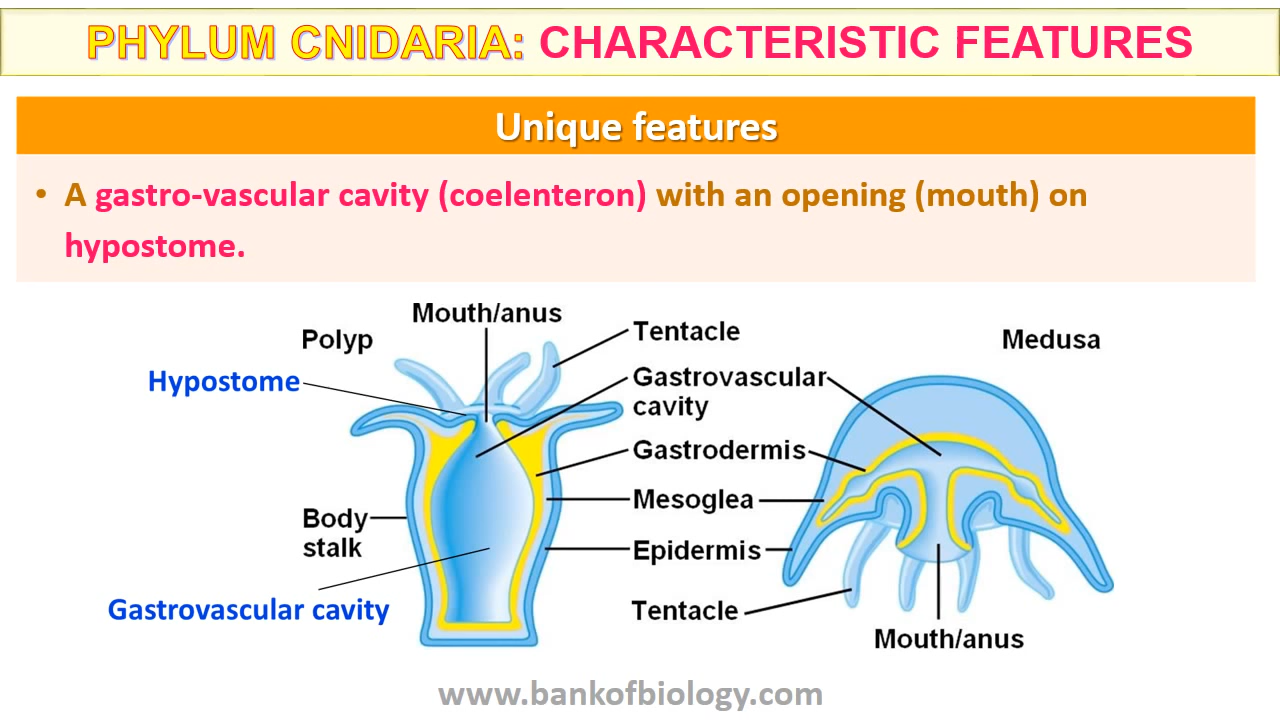 PHYLUM CNIDARIA: CHARACTERISTIC FEATURES
Unique features
• A gastro-vascular cavity (coelenteron) with an opening (mouth) on
hypostome.
Mouth/anus
Polyp
Tentacle
Medusa
Hypostome
Gastrovascular
cavity
Gastrodermis
Mesoglea
Body
stalk
Epidermis
Gastrovascular cavity
Tentacle
Mouth/anus
www.bankofbiology.com